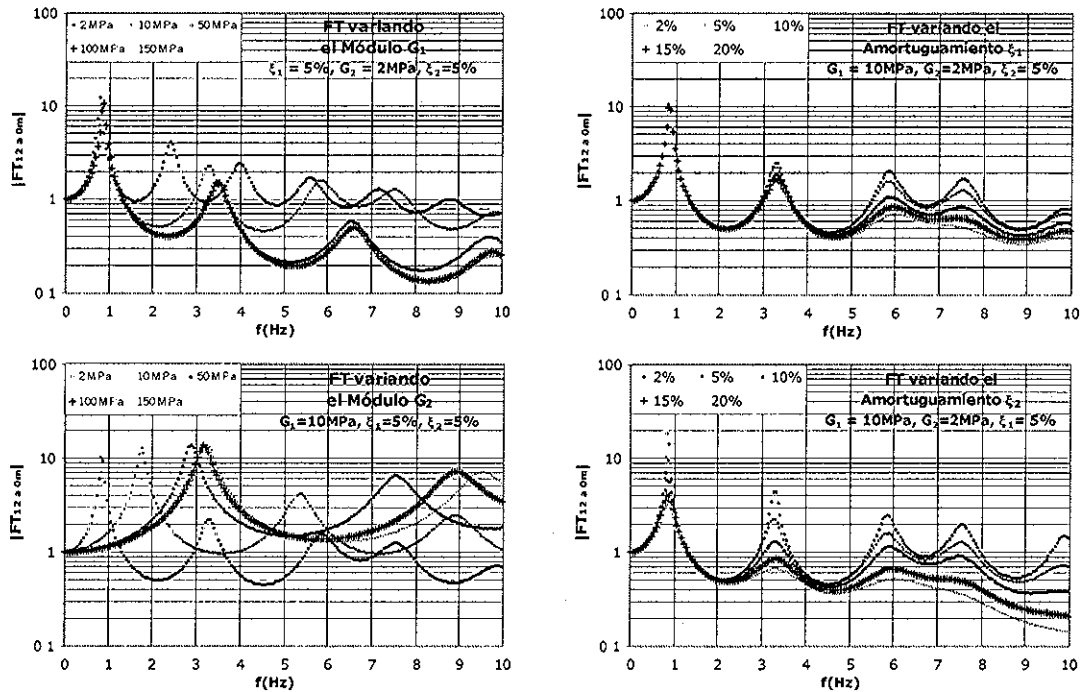 FT variando
el Módulo G₁
ξ₁ = 5%, G₂ = 2MPa, ξ₂=5%
2MPa 10MPa 50MPa
100MPa 150MPa
|FT12 a 0m|
100
10
1
0 1
0 1 2 3 4 5 6 7 8 9 10
f(Hz)
FT variando el
Amortuguamiento ξ₁
G₁ = 10MPa, G₂=2MPa, ξ₂= 5%
2% 5% 10%
15% 20%
|FT12 a 0m|
100
10
1
0 1
0 1 2 3 4 5 6 7 8 9 10
f(Hz)
FT variando
el Módulo G₂
G₁=10MPa, ξ₁=5%, ξ₂=5%
2MPa 10MPa 50MPa
100MPa 150MPa
|FT12 a 0m|
100
10
1
0 1
0 1 2 3 4 5 6 7 8 9 10
f(Hz)
FT variando el
Amortuguamiento ξ₂
G₁ = 10MPa, G₂=2MPa, ξ₁= 5%
2% 5% 10%
15% 20%
|FT12 a 0m|
100
10
1
0 1
0 1 2 3 4 5 6 7 8 9 10
f(Hz)